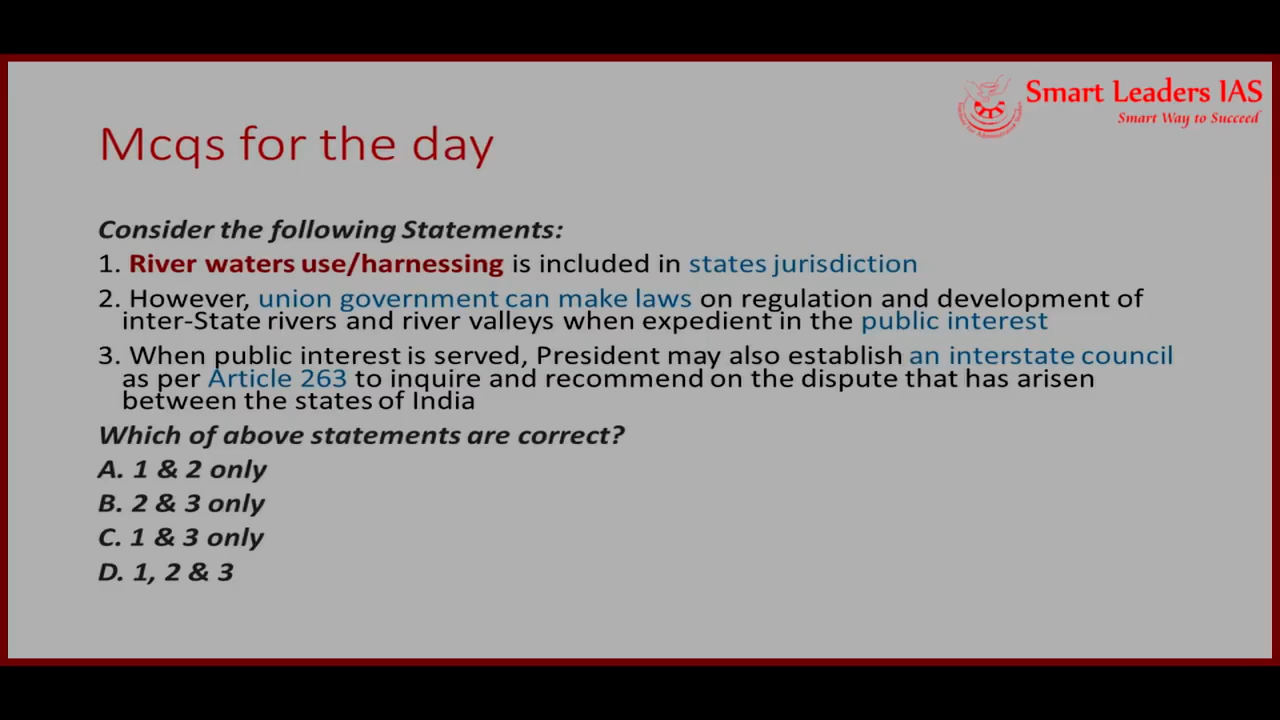 Smart Leaders IAS
Smart Way to Succeed
Mcqs for the day
Consider the following Statements:
1. River waters use/harnessing is included in states jurisdiction
2. However, union government can make laws on regulation and development of
inter-State rivers and river valleys when expedient in the public interest
3. When public interest is served, President may also establish an interstate council
as per Article 263 to inquire and recommend on the dispute that has arisen
between the states of India
Which of above statements are correct?
A. 1 & 2 only
B. 2 & 3 only
C. 1 & 3 only
D. 1, 2 & 3